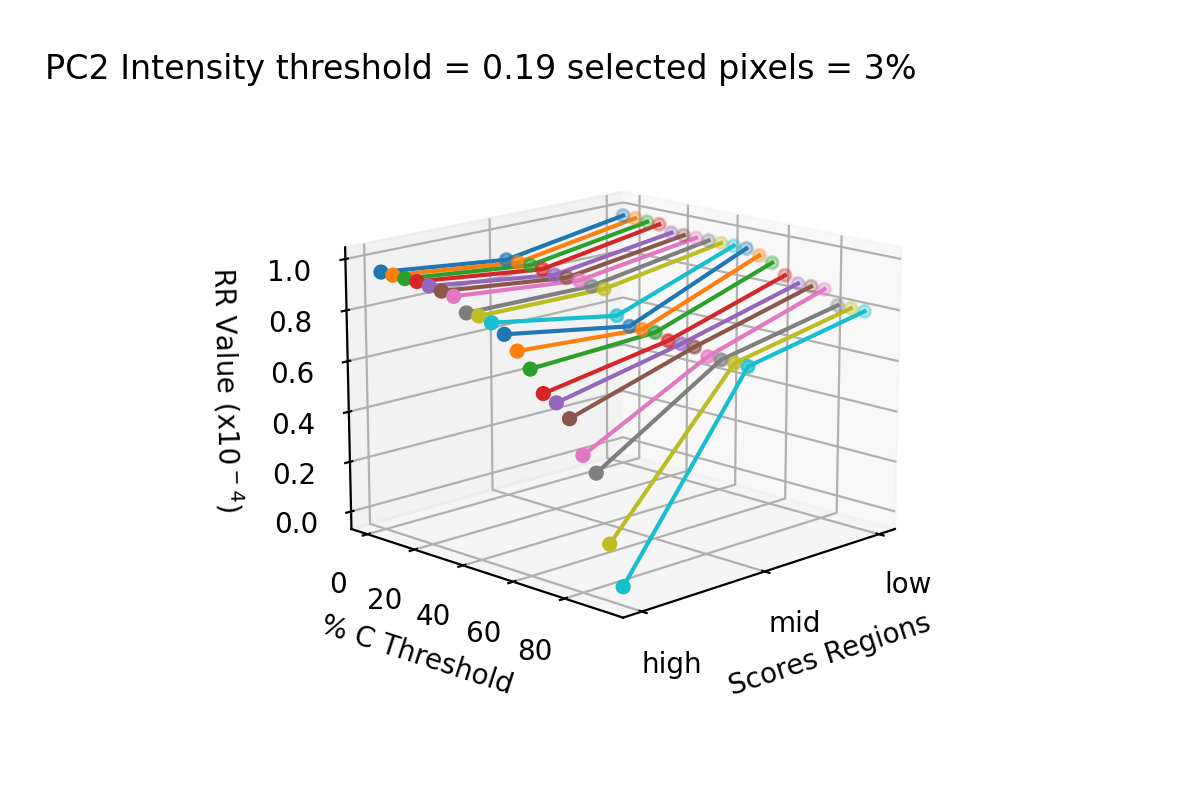 PC2 Intensity threshold = 0.19 selected pixels = 3%
1.0
0.8
0.6
0.4
0.2
0.0
RR Value (x10⁻⁴)
0
20
40
60
80
% C Threshold
high
mid
low
Scores Regions